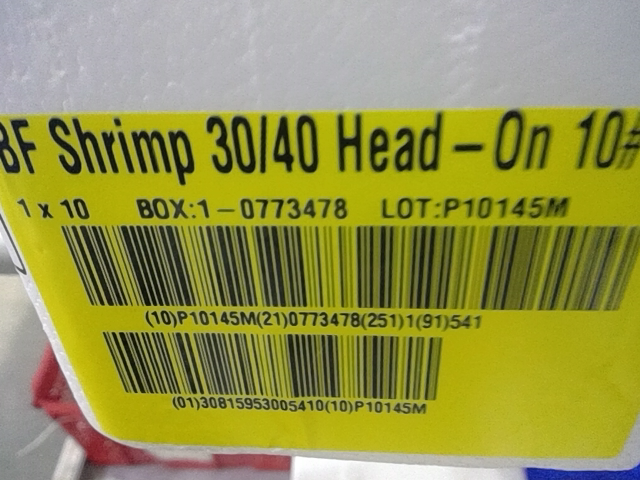 BF Shrimp 30/40 Head-On 10#
1 x 10 BOX:1-0773478 LOT:P10145M
(10)P10145M(21)0773478(251)1(91)541
(01)30815953005410(10)P10145M